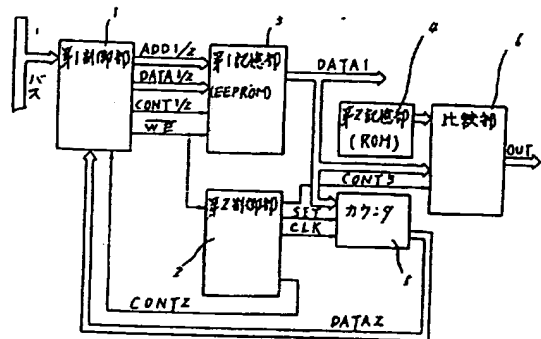 1
バス
1
第1制御部
ADD1/2
DATA1/2
CONT1/2
WE
3
第1記憶部
(EEPROM)
DATA1
4
第2記憶部
(ROM)
6
比較部
OUT
CONT3
第2制御部
2
SET
CLK
カウンタ
5
CONT2
DATA2